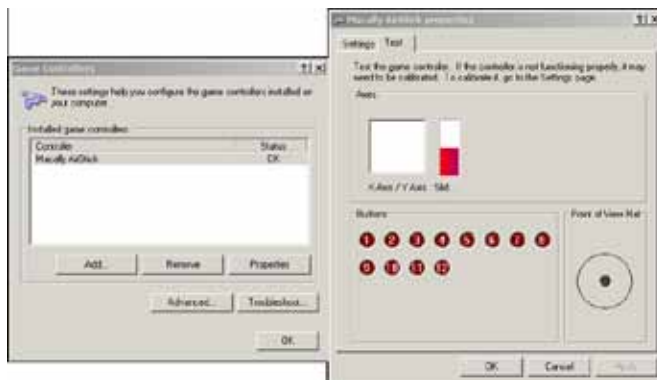 Game Controllers
These settings help you configure the game controllers installed on
your computer.
Installed game controllers
Controller Status
Macally AirStick OK
Add... Remove Properties
Advanced... Troubleshoot...
OK
Macally AirStick properties
Settings Test
Test the game controller. If the controller is not functioning properly, it may
need to be calibrated. To calibrate it, go to the Settings page.
Axes
X Axis / Y Axis Slid
Buttons
1 2 3 4 5 6 7 8
9 10 11 12
Point of View Hat
OK Cancel Apply